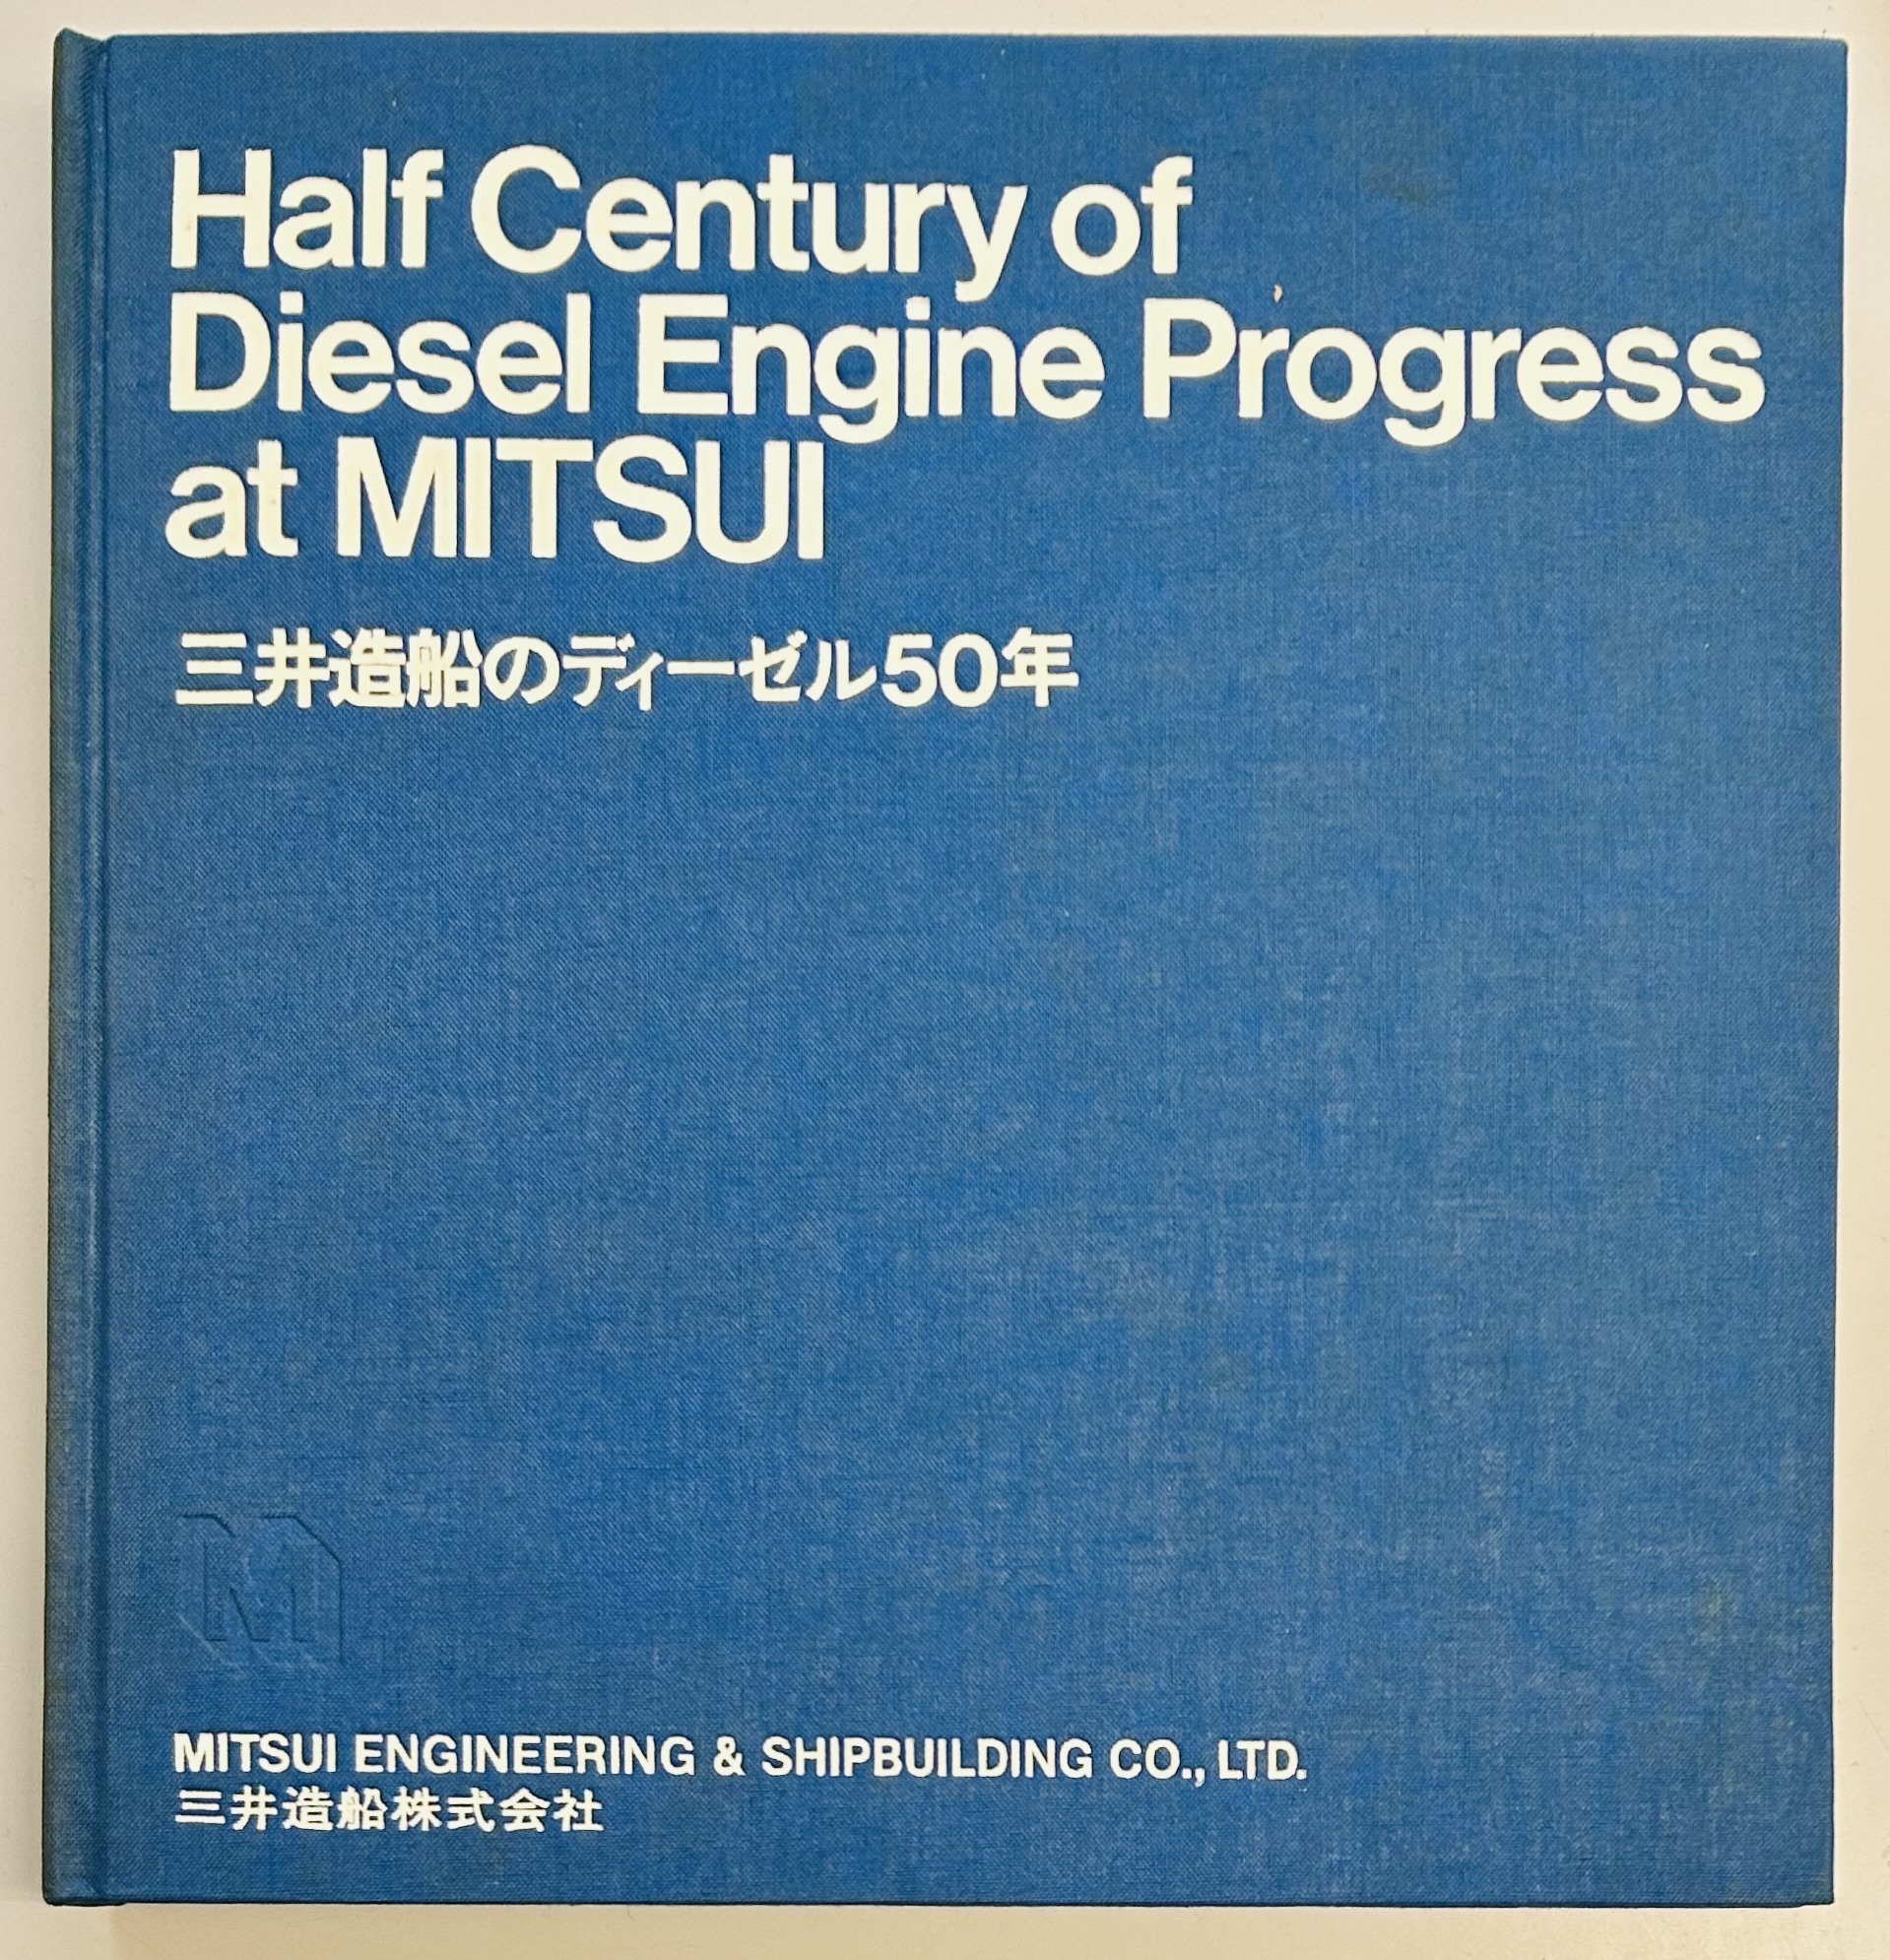 Half Century of
Diesel Engine Progress
at MITSUI
三井造船のディーゼル50年
M
MITSUI ENGINEERING & SHIPBUILDING CO., LTD.
三井造船株式会社